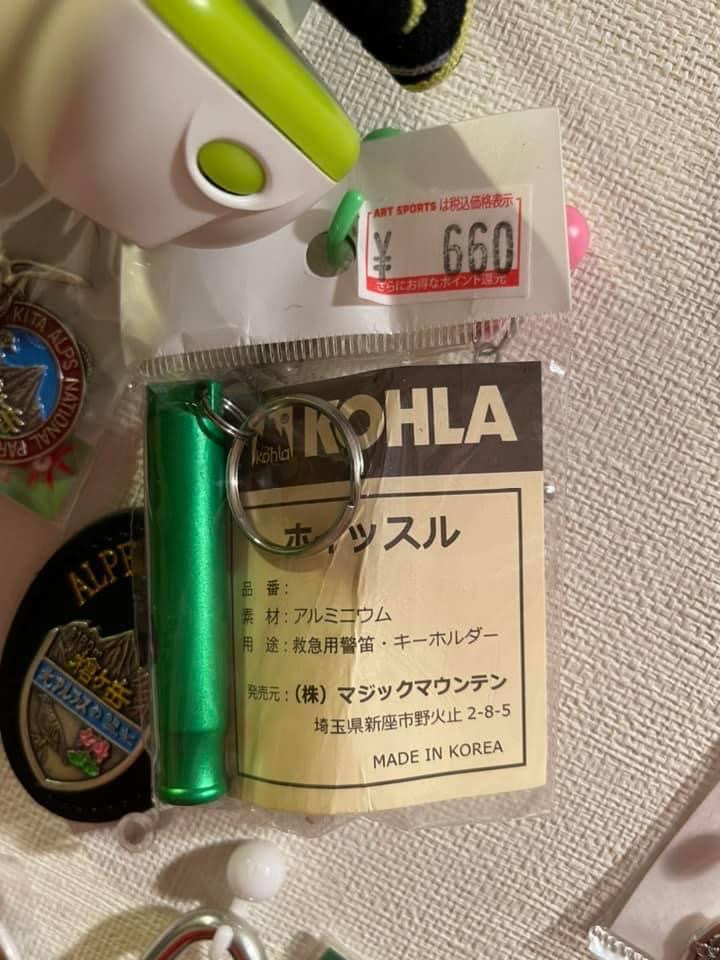 ART SPORTS は税込価格表示
¥ 660
さらにお得なポイント還元
KITA ALPS NATIONAL PAR
kohla
KOHLA
ホイッスル
品 番：
素 材：アルミニウム
用 途：救急用警笛・キーホルダー
発売元：（株）マジックマウンテン
埼玉県新座市野火止 2-8-5
MADE IN KOREA
ALPE
槍ヶ岳